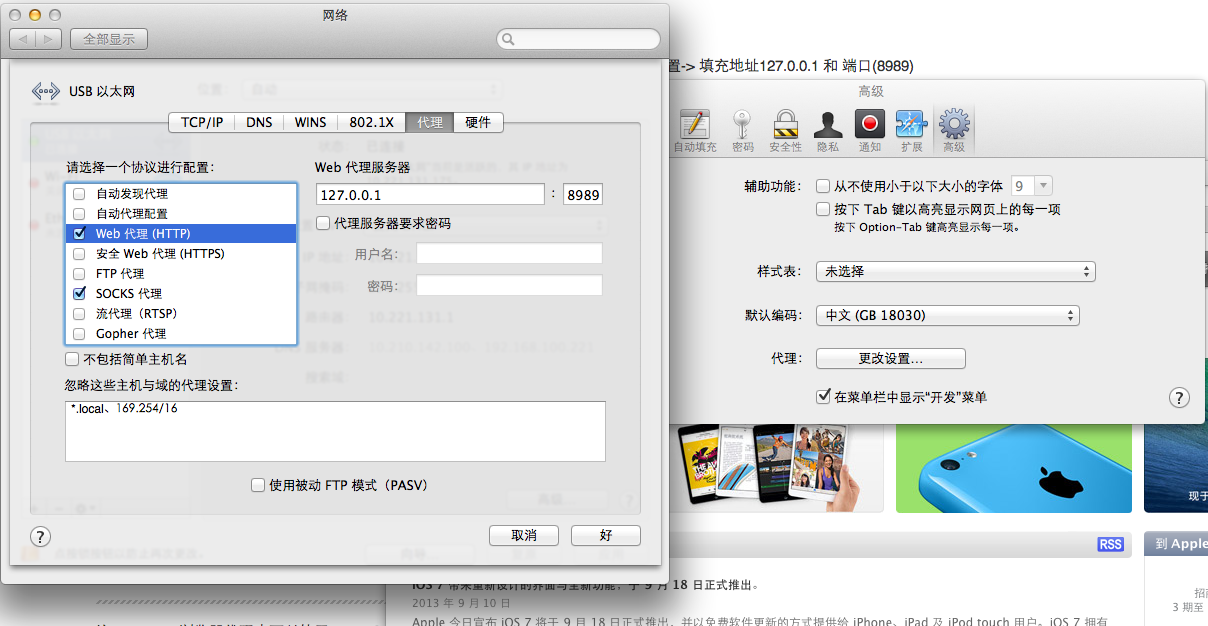 网络
全部显示
USB 以太网
TCP/IP
DNS
WINS
802.1X
代理
硬件
请选择一个协议进行配置：
自动发现代理
自动代理配置
Web 代理 (HTTP)
安全 Web 代理 (HTTPS)
FTP 代理
SOCKS 代理
流代理（RTSP）
Gopher 代理
不包括简单主机名
忽略这些主机与域的代理设置：
*.local、169.254/16
Web 代理服务器
127.0.0.1 : 8989
代理服务器要求密码
用户名：
密码：
使用被动 FTP 模式（PASV）
?
取消
好
置-> 填充地址127.0.0.1 和 端口(8989)
高级
自动填充
密码
安全性
隐私
通知
扩展
高级
辅助功能：
从不使用小于以下大小的字体 9
按下 Tab 键以高亮显示网页上的每一项
按下 Option-Tab 键高亮显示每一项。
样式表：
未选择
默认编码：
中文 (GB 18030)
代理：
更改设置...
在菜单栏中显示“开发”菜单
?
现于
RSS
到 Apple
iOS 7 带来重新设计的界面与全新功能，于 9 月 18 日正式推出。
2013 年 9 月 10 日
Apple 今日宣布 iOS 7 将于 9 月 18 日正式推出，并以免费软件更新的方式提供给 iPhone、iPad 及 iPod touch 用户。iOS 7 拥有
招商
3 期至